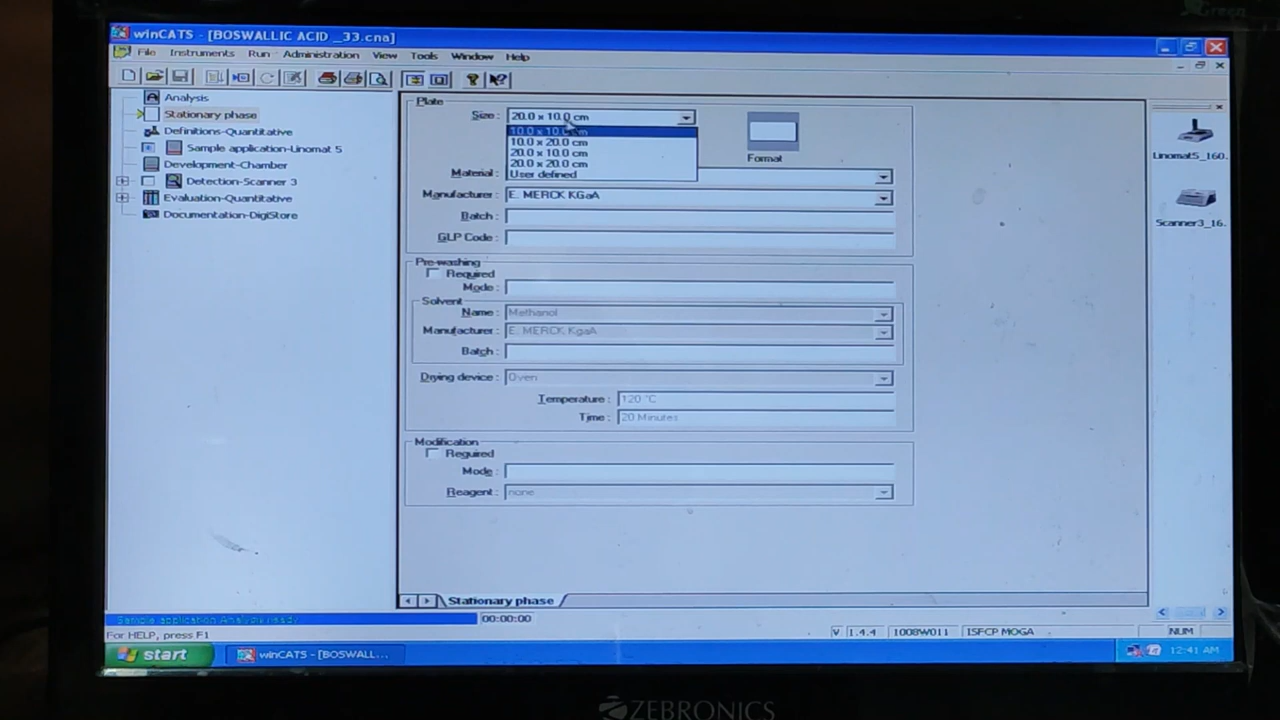 winCATS - [BOSWALLIC ACID _33.cna]
File Instruments Run Administration View Tools Window Help
Analysis
Stationary phase
Definitions-Quantitative
Sample application-Linomat 5
Development-Chamber
Detection-Scanner 3
Evaluation-Quantitative
Documentation-DigiStore
Plate
Size : 20.0 x 10.0 cm
10.0 x 10.0 cm
10.0 x 20.0 cm
20.0 x 10.0 cm
20.0 x 20.0 cm
User defined
Format
Material :
Manufacturer : E. MERCK KGaA
Batch :
GLP Code :
Pre-washing
Required
Mode :
Solvent
Name : Methanol
Manufacturer : E. MERCK KgaA
Batch :
Drying device : Oven
Temperature : 120 °C
Time : 20 Minutes
Modification
Required
Mode :
Reagent : none
Linomat5_160.
Scanner3_16.
Stationary phase
Sample application Analysis ready 00:00:00
For HELP, press F1
V 1.4.4 1008W011 ISFCP MOGA NUM
start winCATS - [BOSWALL... 12:41 AM
ZEBRONICS